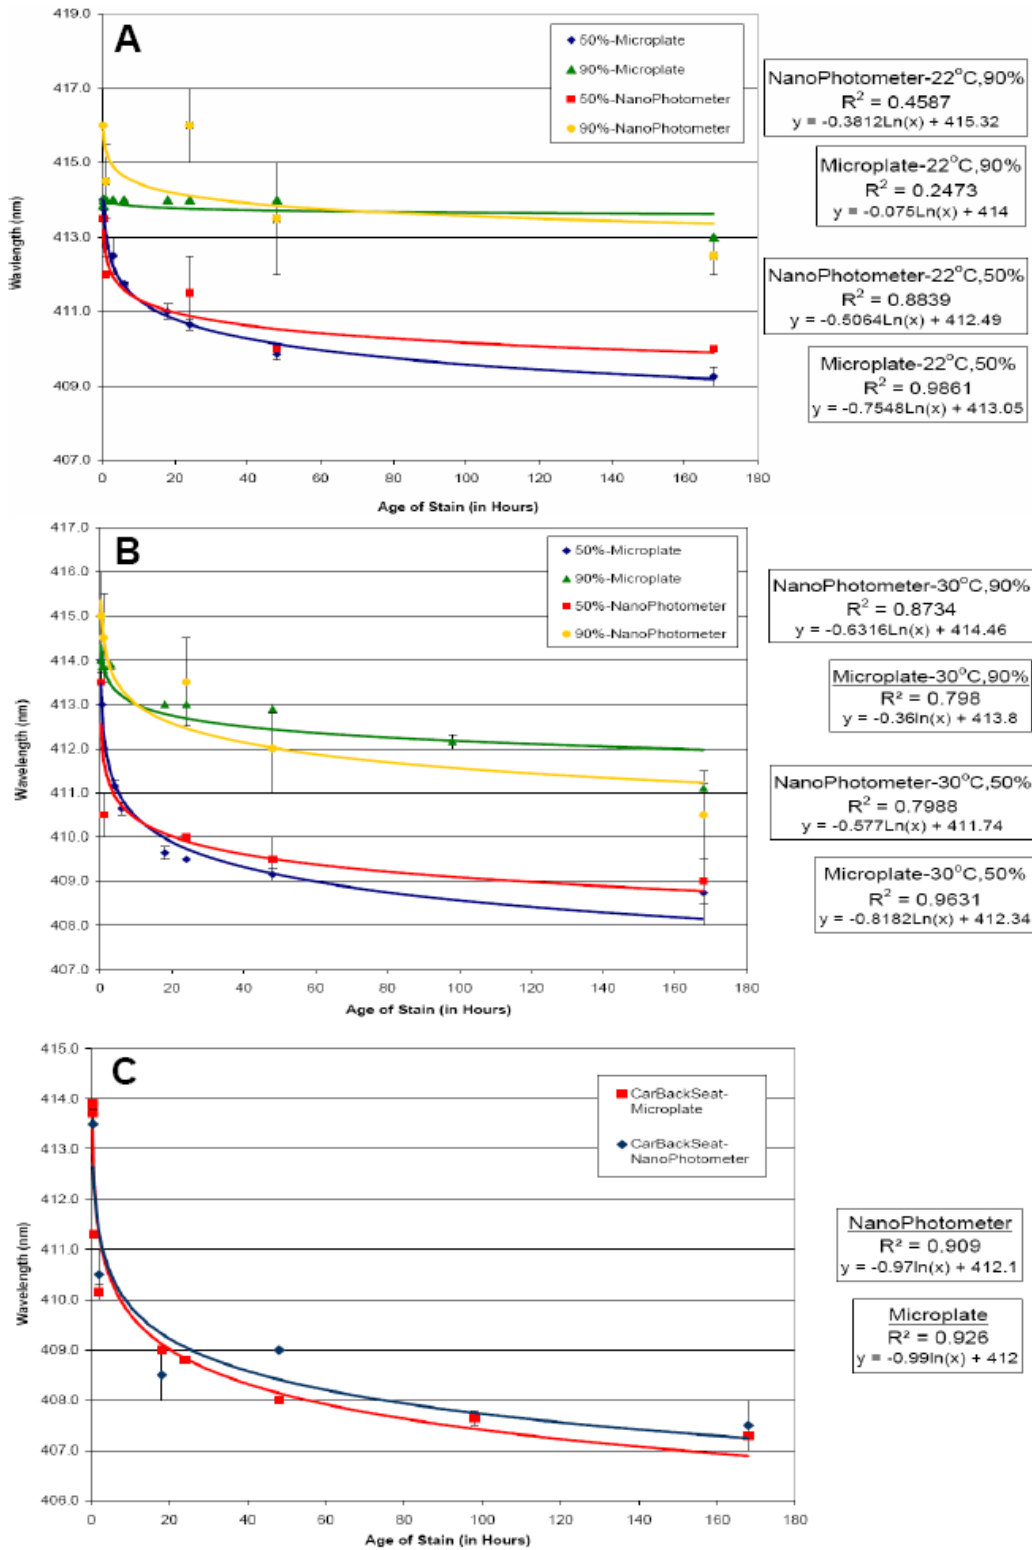 A
419.0
417.0
415.0
413.0
411.0
409.0
407.0
Wavlength (nm)
0 20 40 60 80 100 120 140 160 180
Age of Stain (in Hours)
50%-Microplate
90%-Microplate
50%-NanoPhotometer
90%-NanoPhotometer
NanoPhotometer-22°C,90%
R² = 0.4587
y = -0.3812Ln(x) + 415.32
Microplate-22°C,90%
R² = 0.2473
y = -0.075Ln(x) + 414
NanoPhotometer-22°C,50%
R² = 0.8839
y = -0.5064Ln(x) + 412.49
Microplate-22°C,50%
R² = 0.9861
y = -0.7548Ln(x) + 413.05
B
417.0
416.0
415.0
414.0
413.0
412.0
411.0
410.0
409.0
408.0
407.0
Wavelength (nm)
0 20 40 60 80 100 120 140 160 180
Age of Stain (in Hours)
50%-Microplate
90%-Microplate
50%-NanoPhotometer
90%-NanoPhotometer
NanoPhotometer-30°C,90%
R² = 0.8734
y = -0.6316Ln(x) + 414.46
Microplate-30°C,90%
R² = 0.798
y = -0.36ln(x) + 413.8
NanoPhotometer-30°C,50%
R² = 0.7988
y = -0.577Ln(x) + 411.74
Microplate-30°C,50%
R² = 0.9631
y = -0.8182Ln(x) + 412.34
C
415.0
414.0
413.0
412.0
411.0
410.0
409.0
408.0
407.0
406.0
Wavelength (nm)
0 20 40 60 80 100 120 140 160 180
Age of Stain (in Hours)
CarBackSeat-
Microplate
CarBackSeat-
NanoPhotometer
NanoPhotometer
R² = 0.909
y = -0.97ln(x) + 412.1
Microplate
R² = 0.926
y = -0.99ln(x) + 412